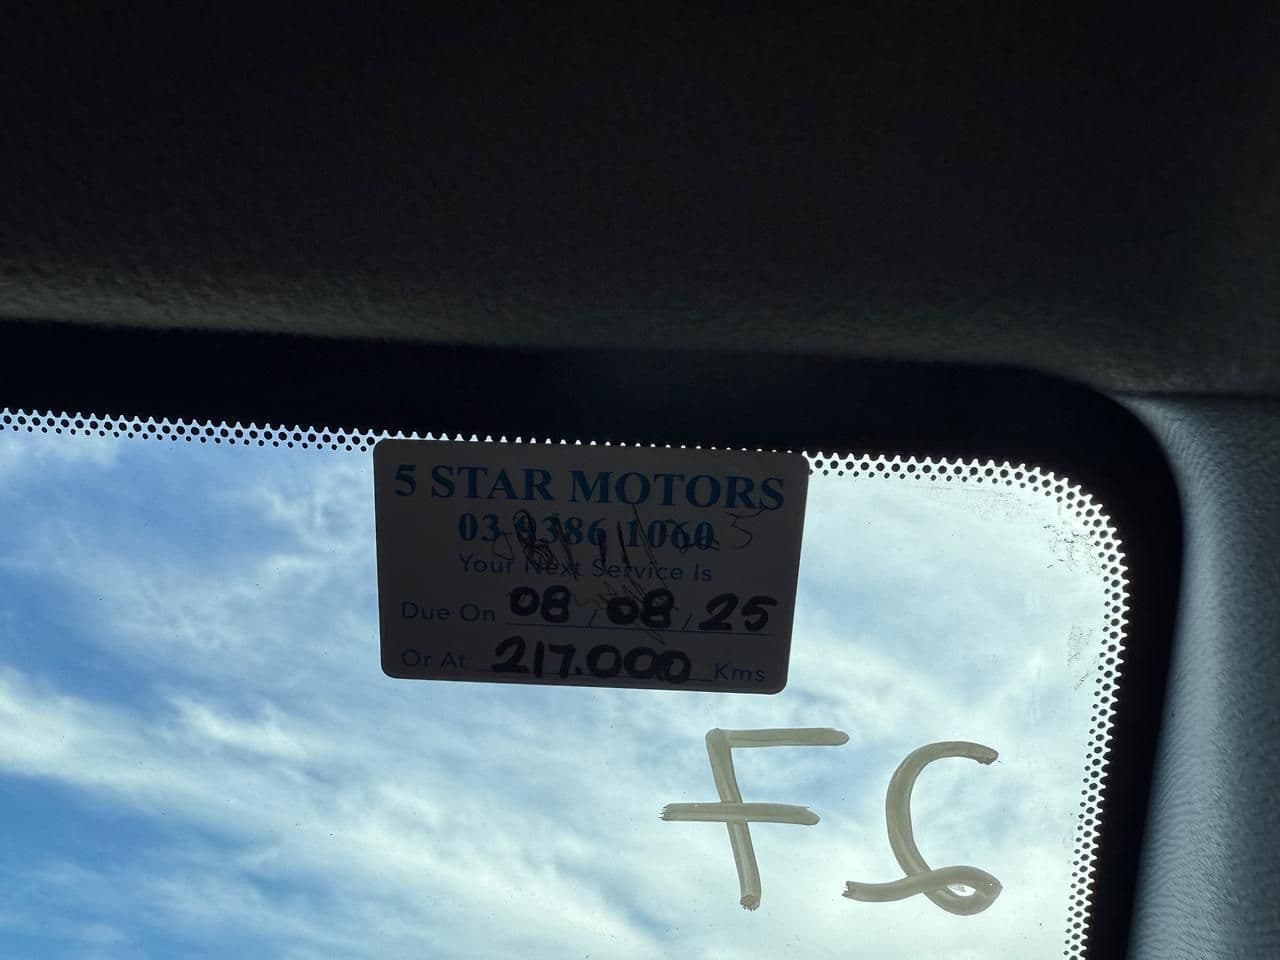 5 STAR MOTORS
03 9386 1060
Your Next Service Is
Due On 08/08/25
Or At 217.000 Kms